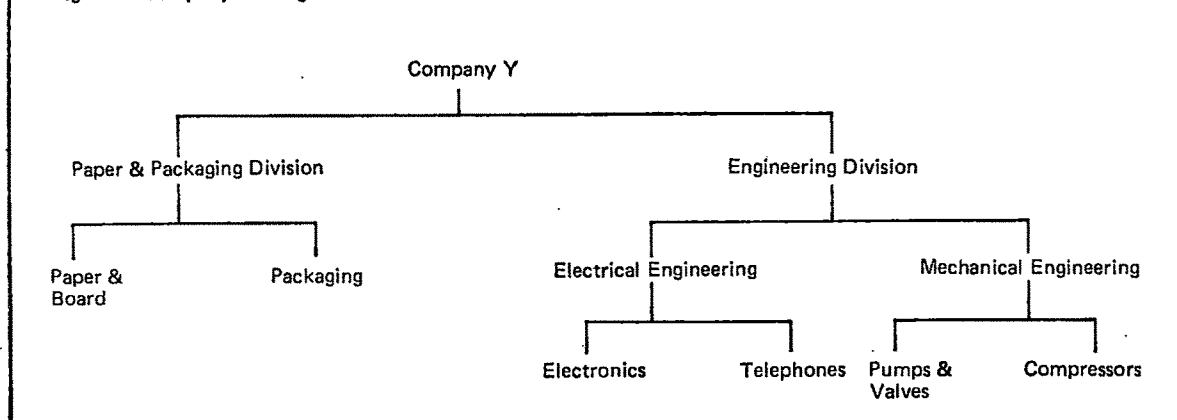 Company Y
Paper & Packaging Division
Engineering Division
Paper &
Board
Packaging
Electrical Engineering
Mechanical Engineering
Electronics
Telephones
Pumps &
Valves
Compressors